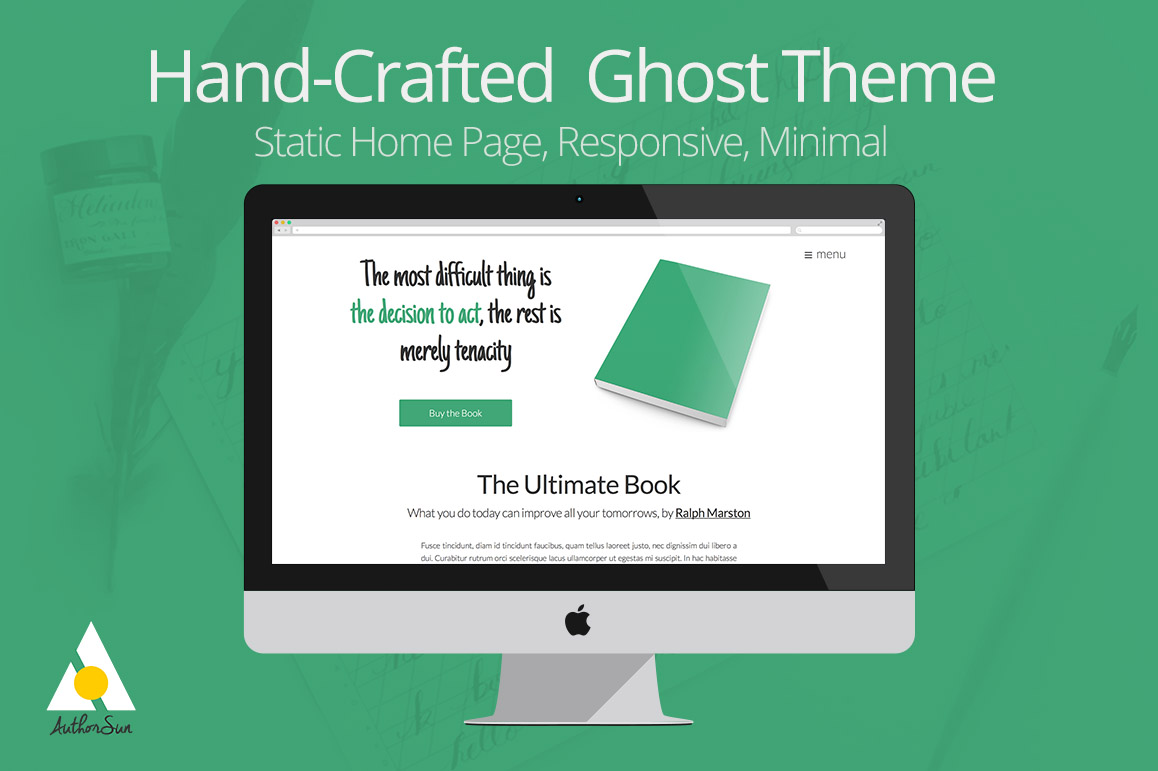 Hand-Crafted Ghost Theme
Static Home Page, Responsive, Minimal
≡ menu
The most difficult thing is
the decision to act, the rest is
merely tenacity
Buy the Book
The Ultimate Book
What you do today can improve all your tomorrows, by Ralph Marston
Fusce tincidunt, diam id tincidunt faucibus, quam tellus laoreet justo, nec dignissim dui libero a
dui. Curabitur rutrum orci scelerisque lacus ullamcorper ut egestas mi suscipit. In hac habitasse
AuthorSun